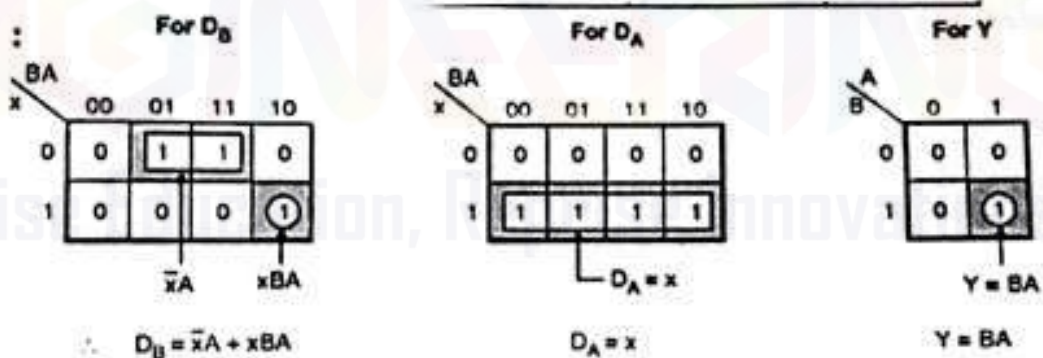 For D_B For D_A For Y
:
BA BA A
x 00 01 11 10 x 00 01 11 10 B 0 1
0 0 1 1 0 0 0 0 0 0 0 0 0
1 0 0 0 1 1 1 1 1 1 1 0 1
x̄A xBA D_A = x Y = BA
∴ D_B = x̄A + xBA D_A = x Y = BA